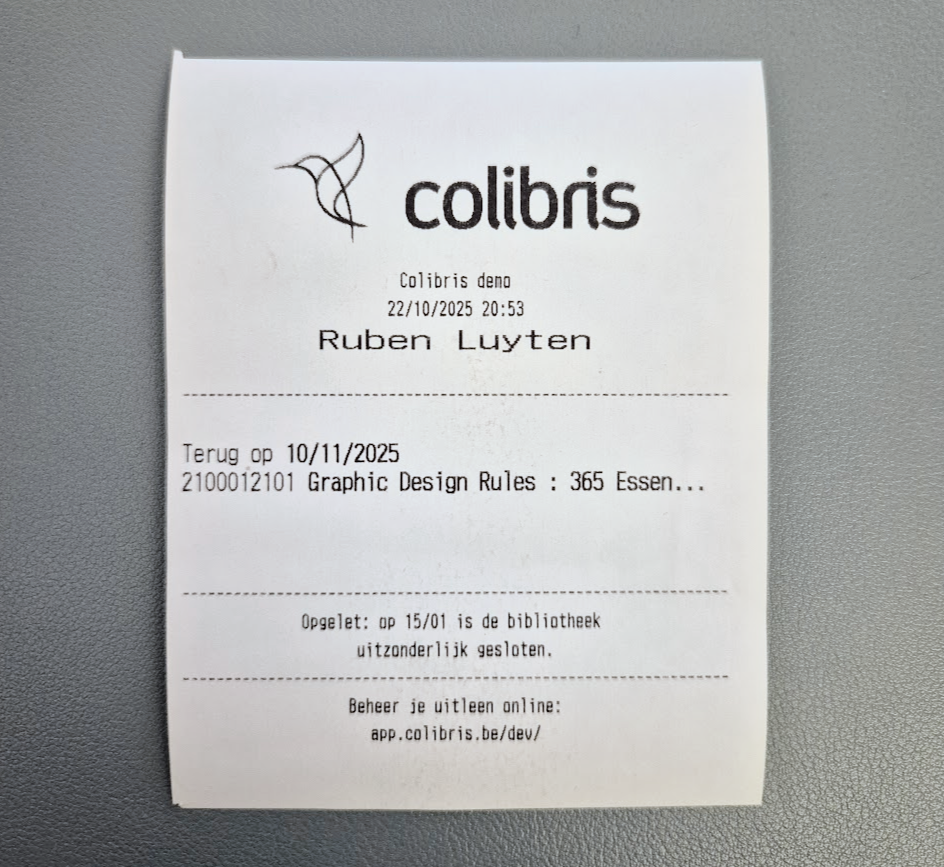 colibris
Colibris demo
22/10/2025 20:53
Ruben Luyten
Terug op 10/11/2025
2100012101 Graphic Design Rules : 365 Essen...
Opgelet: op 15/01 is de bibliotheek
uitzonderlijk gesloten.
Beheer je uitleen online:
app.colibris.be/dev/